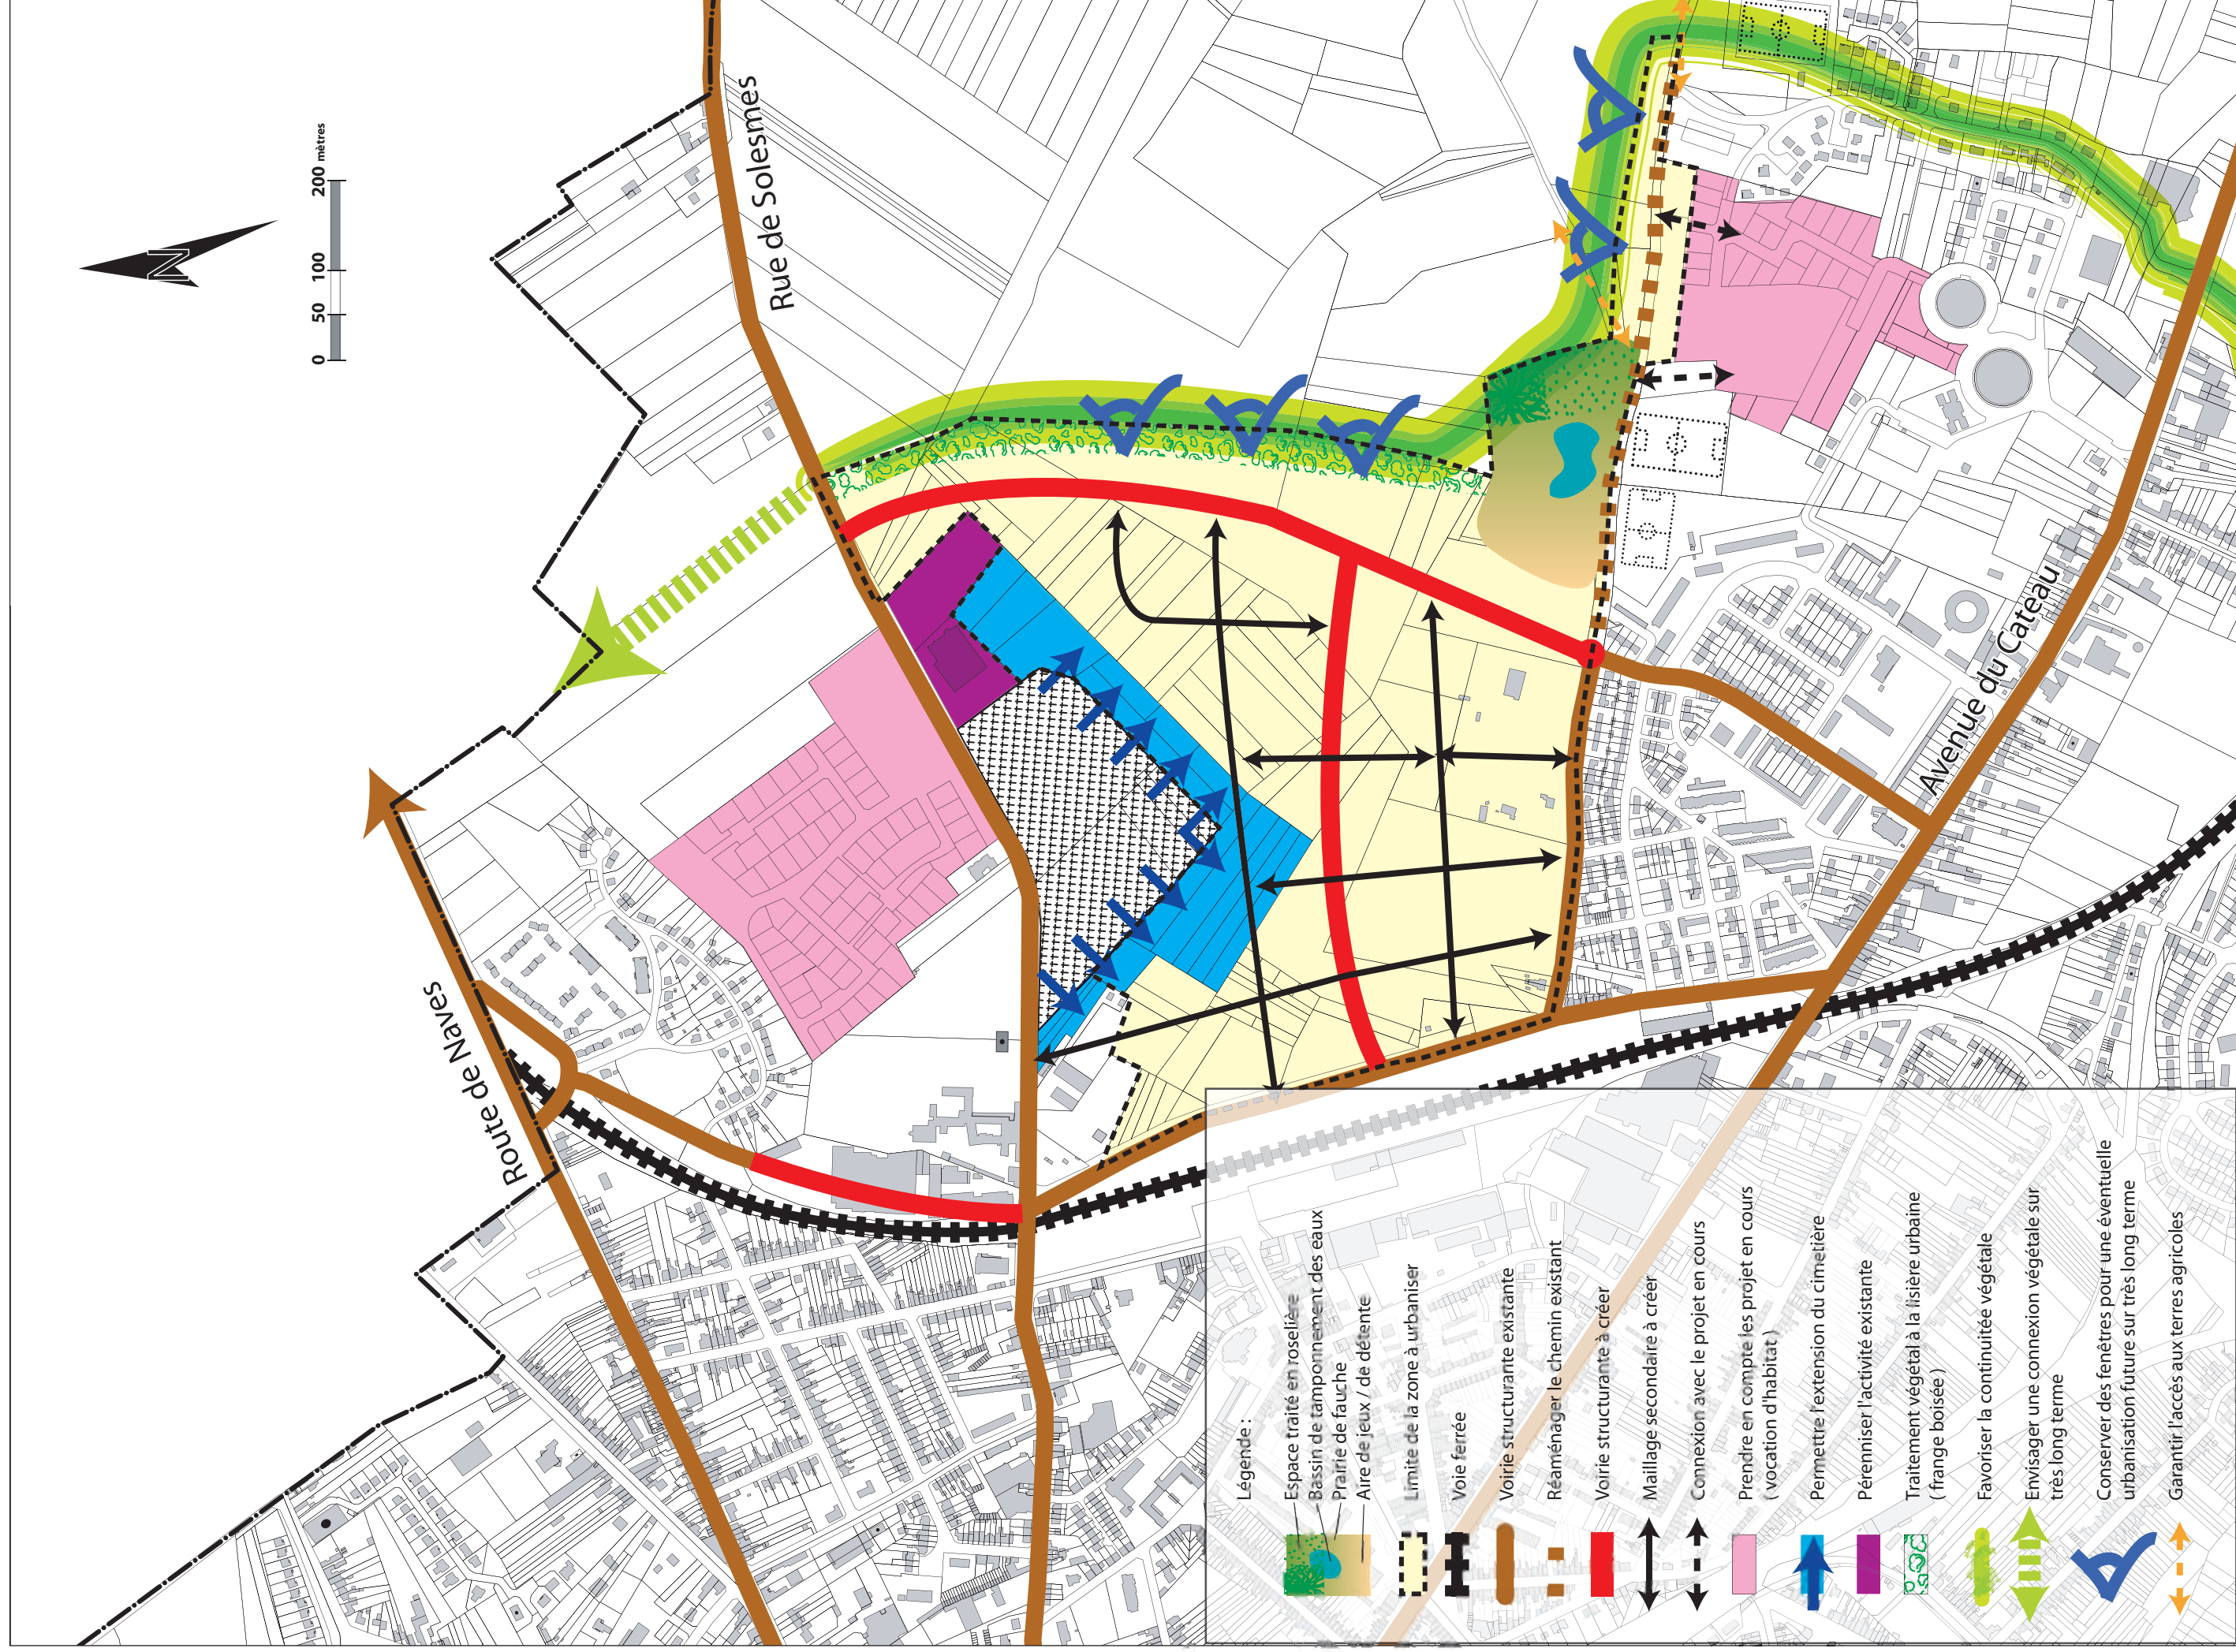 Rue de Solesmes
Route de Naves
Avenue du Cateau
N
0 50 100 200 mètres
Légende :
Espace traité en roselière
Bassin de tamponnement des eaux
Prairie de fauche
Aire de jeux / de détente
Limite de la zone à urbaniser
Voie ferrée
Voirie structurante existante
Réaménager le chemin existant
Voirie structurante à créer
Maillage secondaire à créer
Connexion avec le projet en cours
Prendre en compte les projet en cours
( vocation d'habitat )
Permettre l'extension du cimetière
Pérenniser l'activité existante
Traitement végétal à la lisière urbaine
( frange boisée )
Favoriser la continuitée végétale
Envisager une connexion végétale sur
très long terme
Conserver des fenêtres pour une éventuelle
urbanisation future sur très long terme
Garantir l'accès aux terres agricoles